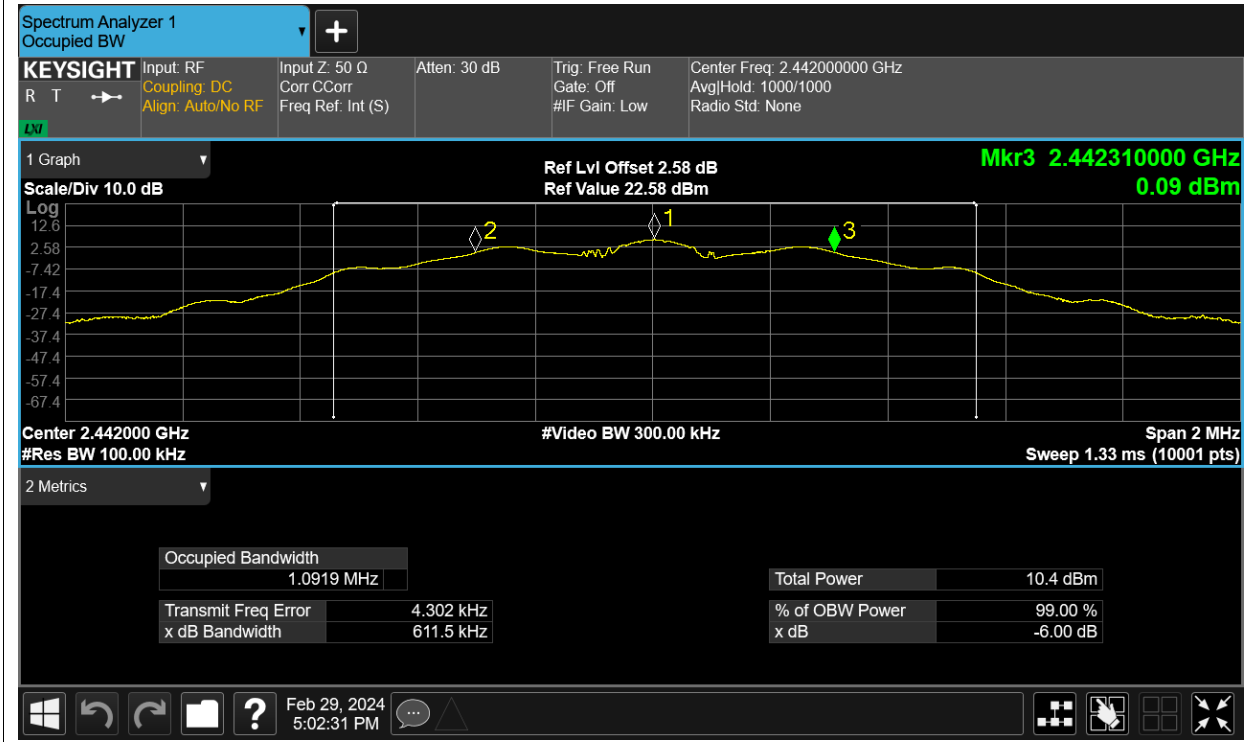 Spectrum Analyzer 1
Occupied BW
KEYSIGHT
R T
LXI
Input: RF
Coupling: DC
Align: Auto/No RF
Input Z: 50 Ω
Corr CCorr
Freq Ref: Int (S)
Atten: 30 dB
Trig: Free Run
Gate: Off
#IF Gain: Low
Center Freq: 2.442000000 GHz
Avg|Hold: 1000/1000
Radio Std: None
1 Graph
Scale/Div 10.0 dB
Ref Lvl Offset 2.58 dB
Ref Value 22.58 dBm
Mkr3 2.442310000 GHz
0.09 dBm
Log
12.6
2.58
-7.42
-17.4
-27.4
-37.4
-47.4
-57.4
-67.4
2
1
3
Center 2.442000 GHz
#Video BW 300.00 kHz
Span 2 MHz
#Res BW 100.00 kHz
Sweep 1.33 ms (10001 pts)
2 Metrics
Occupied Bandwidth
1.0919 MHz
Total Power 10.4 dBm
Transmit Freq Error 4.302 kHz
% of OBW Power 99.00 %
x dB Bandwidth 611.5 kHz
x dB -6.00 dB
?
Feb 29, 2024
5:02:31 PM